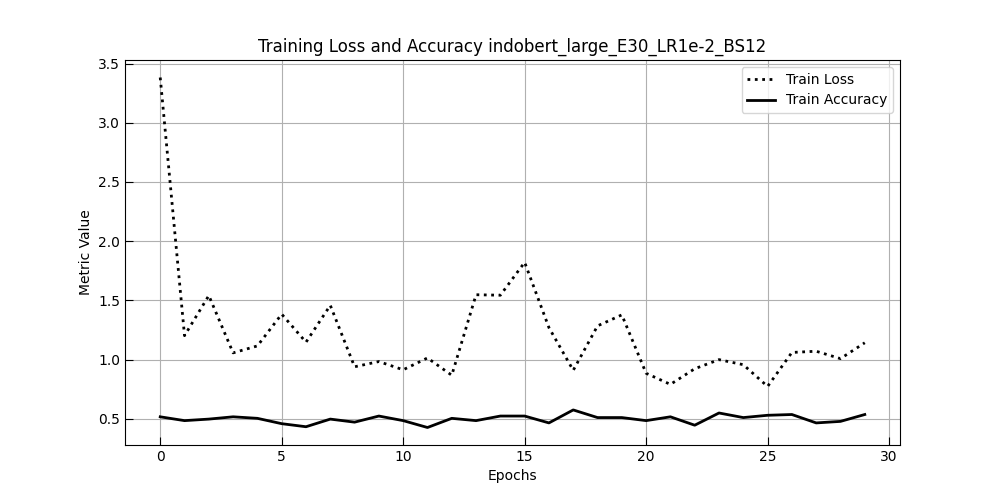 Training Loss and Accuracy indobert_large_E30_LR1e-2_BS12
Train Loss
Train Accuracy
Metric Value
3.5
3.0
2.5
2.0
1.5
1.0
0.5
0 5 10 15 20 25 30
Epochs